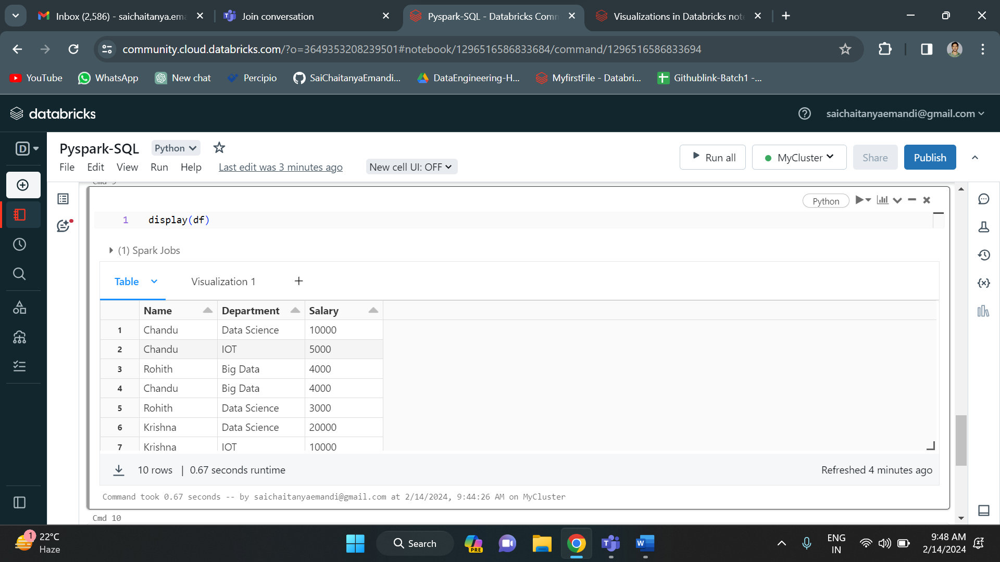 Inbox (2,586) - saichaitanya.ema
Join conversation
Pyspark-SQL - Databricks Comm
Visualizations in Databricks not
community.cloud.databricks.com/?o=3649353208239501#notebook/1296516586833684/command/1296516586833694
YouTube
WhatsApp
New chat
Percipio
SaiChaitanyaEmandi...
DataEngineering-H...
MyfirstFile - Databri...
Githublink-Batch1 -...
databricks
saichaitanyaemandi@gmail.com
D
Pyspark-SQL
Python
File Edit View Run Help
Last edit was 3 minutes ago
New cell UI: OFF
Run all
MyCluster
Share
Publish
Cmd 9
Python
1 display(df)
(1) Spark Jobs
Table
Visualization 1
Name Department Salary
1 Chandu Data Science 10000
2 Chandu IOT 5000
3 Rohith Big Data 4000
4 Chandu Big Data 4000
5 Rohith Data Science 3000
6 Krishna Data Science 20000
7 Krishna IOT 10000
10 rows | 0.67 seconds runtime
Refreshed 4 minutes ago
Command took 0.67 seconds -- by saichaitanyaemandi@gmail.com at 2/14/2024, 9:44:26 AM on MyCluster
Cmd 10
1
22°C
Haze
Search
PRE
ENG
IN
9:48 AM
2/14/2024